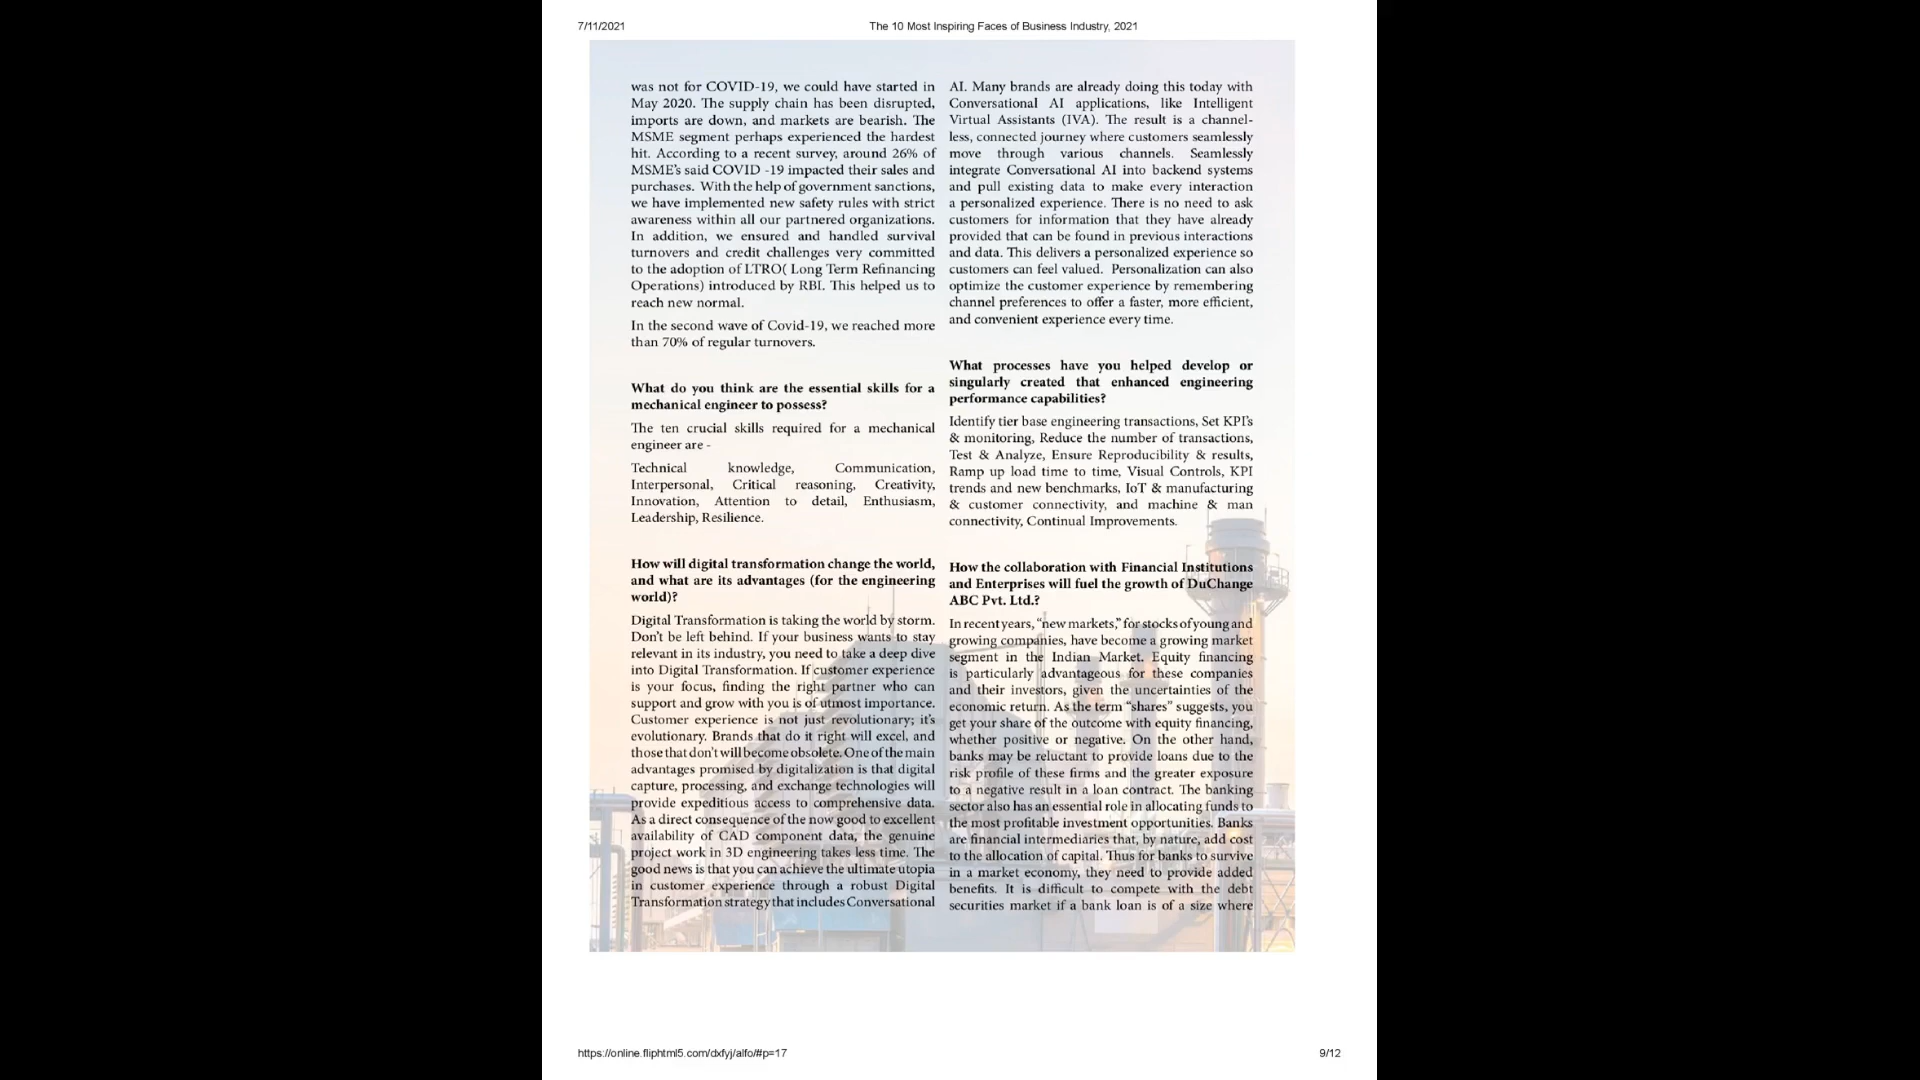 7/11/2021
The 10 Most Inspiring Faces of Business Industry, 2021
was not for COVID-19, we could have started in
May 2020. The supply chain has been disrupted,
imports are down, and markets are bearish. The
MSME segment perhaps experienced the hardest
hit. According to a recent survey, around 26% of
MSME's said COVID -19 impacted their sales and
purchases. With the help of government sanctions,
we have implemented new safety rules with strict
awareness within all our partnered organizations.
In addition, we ensured and handled survival
turnovers and credit challenges very committed
to the adoption of LTRO( Long Term Refinancing
Operations) introduced by RBI. This helped us to
reach new normal.
In the second wave of Covid-19, we reached more
than 70% of regular turnovers.
What do you think are the essential skills for a
mechanical engineer to possess?
The ten crucial skills required for a mechanical
engineer are -
Technical knowledge, Communication,
Interpersonal, Critical reasoning, Creativity,
Innovation, Attention to detail, Enthusiasm,
Leadership, Resilience.
How will digital transformation change the world,
and what are its advantages (for the engineering
world)?
Digital Transformation is taking the world by storm.
Don't be left behind. If your business wants to stay
relevant in its industry, you need to take a deep dive
into Digital Transformation. If customer experience
is your focus, finding the right partner who can
support and grow with you is of utmost importance.
Customer experience is not just revolutionary; it's
evolutionary. Brands that do it right will excel, and
those that don't will become obsolete. One of the main
advantages promised by digitalization is that digital
capture, processing, and exchange technologies will
provide expeditious access to comprehensive data.
As a direct consequence of the now good to excellent
availability of CAD component data, the genuine
project work in 3D engineering takes less time. The
good news is that you can achieve the ultimate utopia
in customer experience through a robust Digital
Transformation strategy that includes Conversational
AI. Many brands are already doing this today with
Conversational AI applications, like Intelligent
Virtual Assistants (IVA). The result is a channel-
less, connected journey where customers seamlessly
move through various channels. Seamlessly
integrate Conversational AI into backend systems
and pull existing data to make every interaction
a personalized experience. There is no need to ask
customers for information that they have already
provided that can be found in previous interactions
and data. This delivers a personalized experience so
customers can feel valued. Personalization can also
optimize the customer experience by remembering
channel preferences to offer a faster, more efficient,
and convenient experience every time.
What processes have you helped develop or
singularly created that enhanced engineering
performance capabilities?
Identify tier base engineering transactions, Set KPI's
& monitoring, Reduce the number of transactions,
Test & Analyze, Ensure Reproducibility & results,
Ramp up load time to time, Visual Controls, KPI
trends and new benchmarks, IoT & manufacturing
& customer connectivity, and machine & man
connectivity, Continual Improvements.
How the collaboration with Financial Institutions
and Enterprises will fuel the growth of DuChange
ABC Pvt. Ltd.?
In recent years, “new markets,” for stocks of young and
growing companies, have become a growing market
segment in the Indian Market. Equity financing
is particularly advantageous for these companies
and their investors, given the uncertainties of the
economic return. As the term “shares” suggests, you
get your share of the outcome with equity financing,
whether positive or negative. On the other hand,
banks may be reluctant to provide loans due to the
risk profile of these firms and the greater exposure
to a negative result in a loan contract. The banking
sector also has an essential role in allocating funds to
the most profitable investment opportunities. Banks
are financial intermediaries that, by nature, add cost
to the allocation of capital. Thus for banks to survive
in a market economy, they need to provide added
benefits. It is difficult to compete with the debt
securities market if a bank loan is of a size where
https://online.fliphtml5.com/dxfyj/alfo/#p=17
9/12